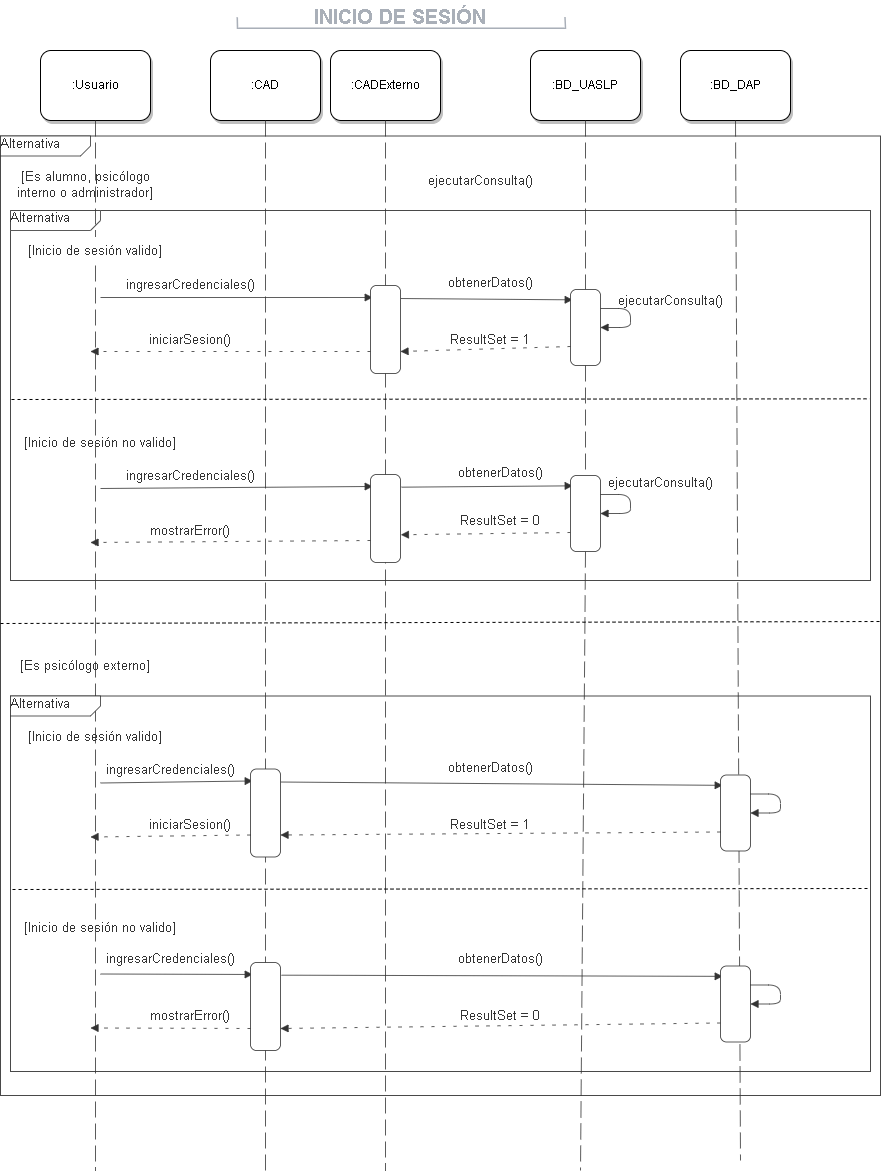 INICIO DE SESIÓN
:Usuario
:CAD
:CADExterno
:BD_UASLP
:BD_DAP
Alternativa
[Es alumno, psicólogo
interno o administrador]
ejecutarConsulta()
Alternativa
[Inicio de sesión valido]
ingresarCredenciales()
obtenerDatos()
ejecutarConsulta()
iniciarSesion()
ResultSet = 1
[Inicio de sesión no valido]
ingresarCredenciales()
obtenerDatos()
ejecutarConsulta()
mostrarError()
ResultSet = 0
[Es psicólogo externo]
Alternativa
[Inicio de sesión valido]
ingresarCredenciales()
obtenerDatos()
iniciarSesion()
ResultSet = 1
[Inicio de sesión no valido]
ingresarCredenciales()
obtenerDatos()
mostrarError()
ResultSet = 0